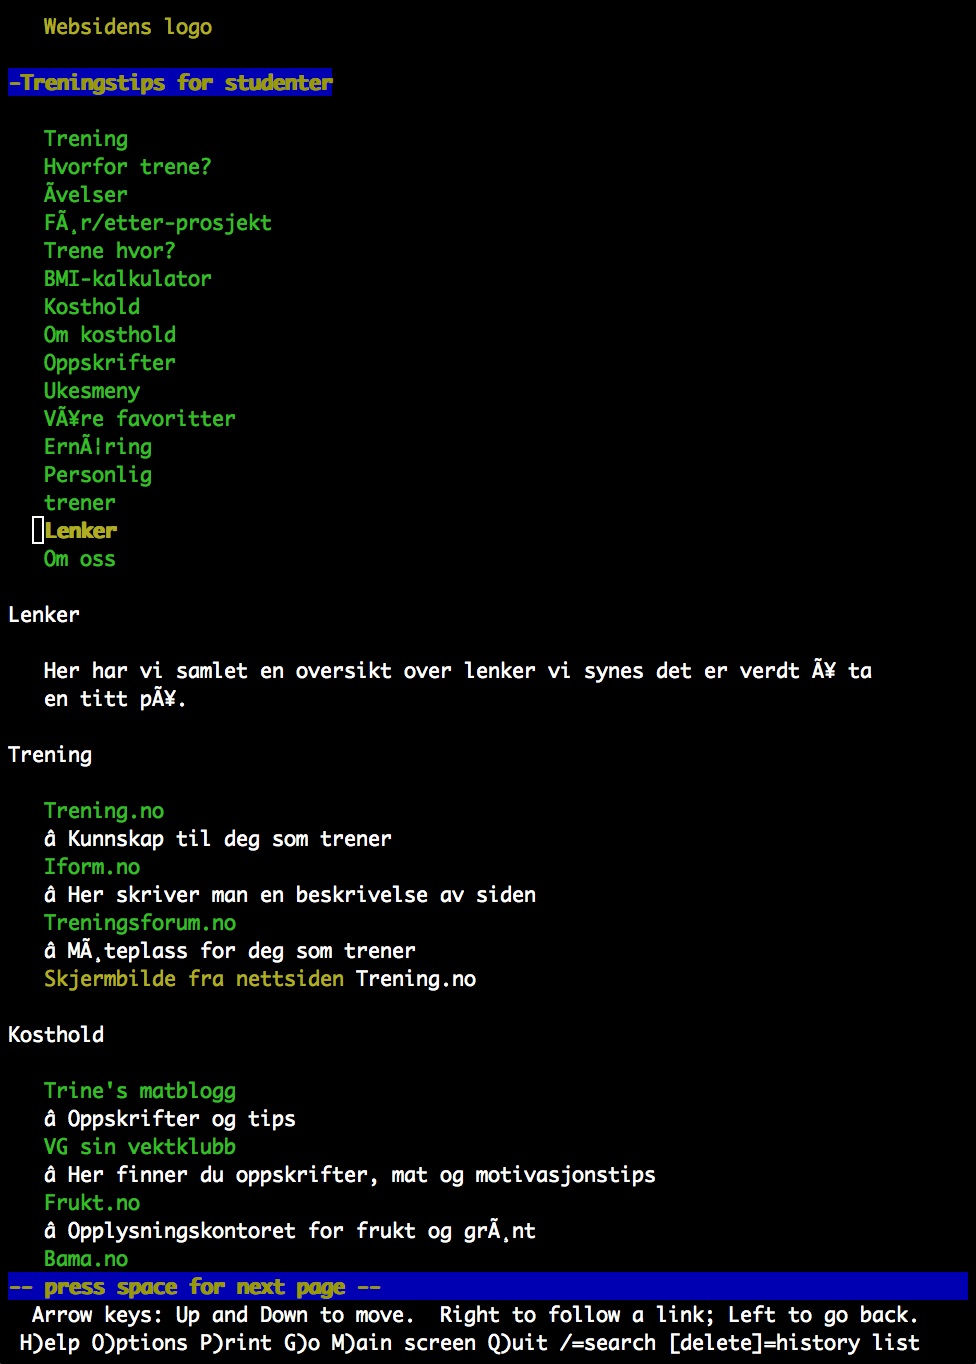 Websidens logo
-Treningstips for studenter
Trening
Hvorfor trene?
Ãvelser
FÃ¸r/etter-prosjekt
Trene hvor?
BMI-kalkulator
Kosthold
Om kosthold
Oppskrifter
Ukesmeny
VÃ¥re favoritter
ErnÃ¦ring
Personlig
trener
Lenker
Om oss
Lenker
Her har vi samlet en oversikt over lenker vi synes det er verdt Ã¥ ta
en titt pÃ¥.
Trening
Trening.no
â Kunnskap til deg som trener
Iform.no
â Her skriver man en beskrivelse av siden
Treningsforum.no
â MÃ¸teplass for deg som trener
Skjermbilde fra nettsiden Trening.no
Kosthold
Trine's matblogg
â Oppskrifter og tips
VG sin vektklubb
â Her finner du oppskrifter, mat og motivasjonstips
Frukt.no
â Opplysningskontoret for frukt og grÃ¸nt
Bama.no
-- press space for next page --
Arrow keys: Up and Down to move.  Right to follow a link; Left to go back.
H)elp O)ptions P)rint G)o M)ain screen Q)uit /=search [delete]=history list